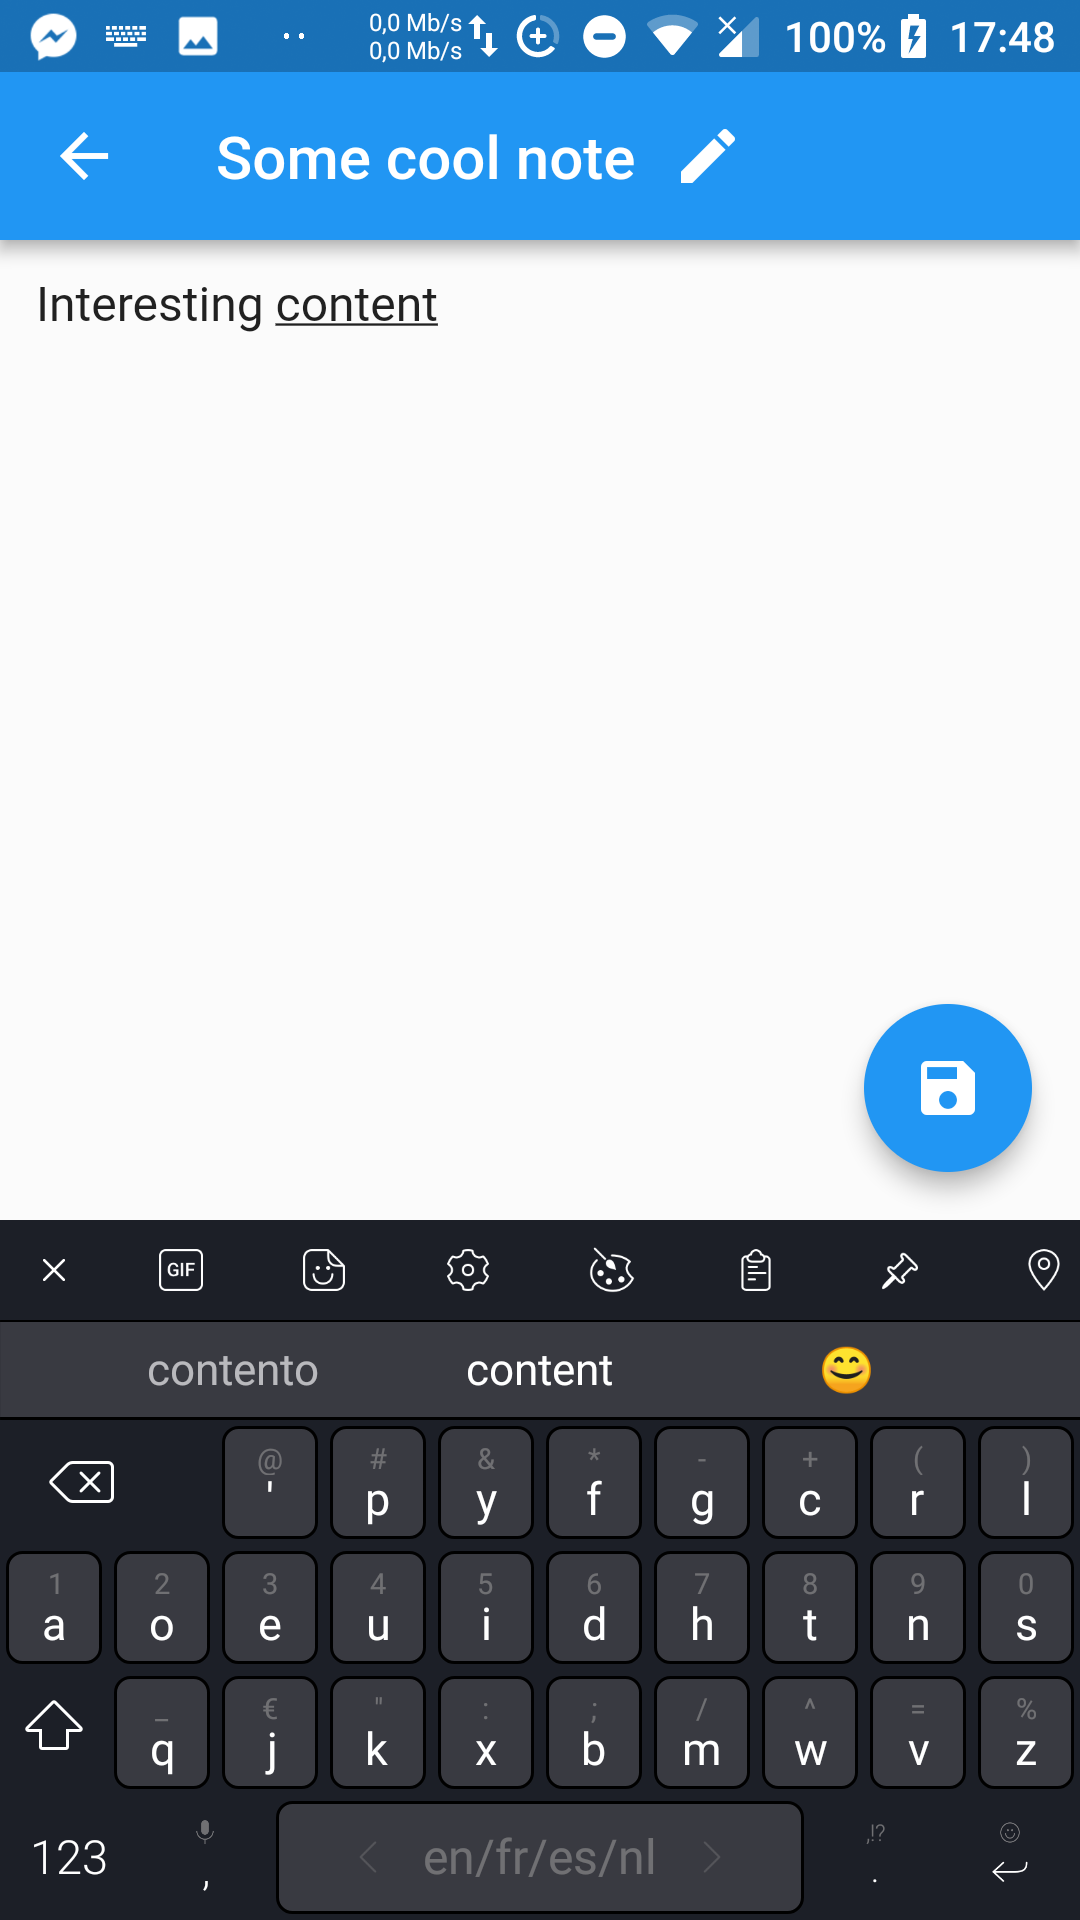 0,0 Mb/s
0,0 Mb/s
100% 17:48
Some cool note
Interesting content
GIF
contento content
@ # & * - + ( )
' p y f g c r l
1 2 3 4 5 6 7 8 9 0
a o e u i d h t n s
_ € " : ; / ^ = %
q j k x b m w v z
,!?
123 , < en/fr/es/nl > .